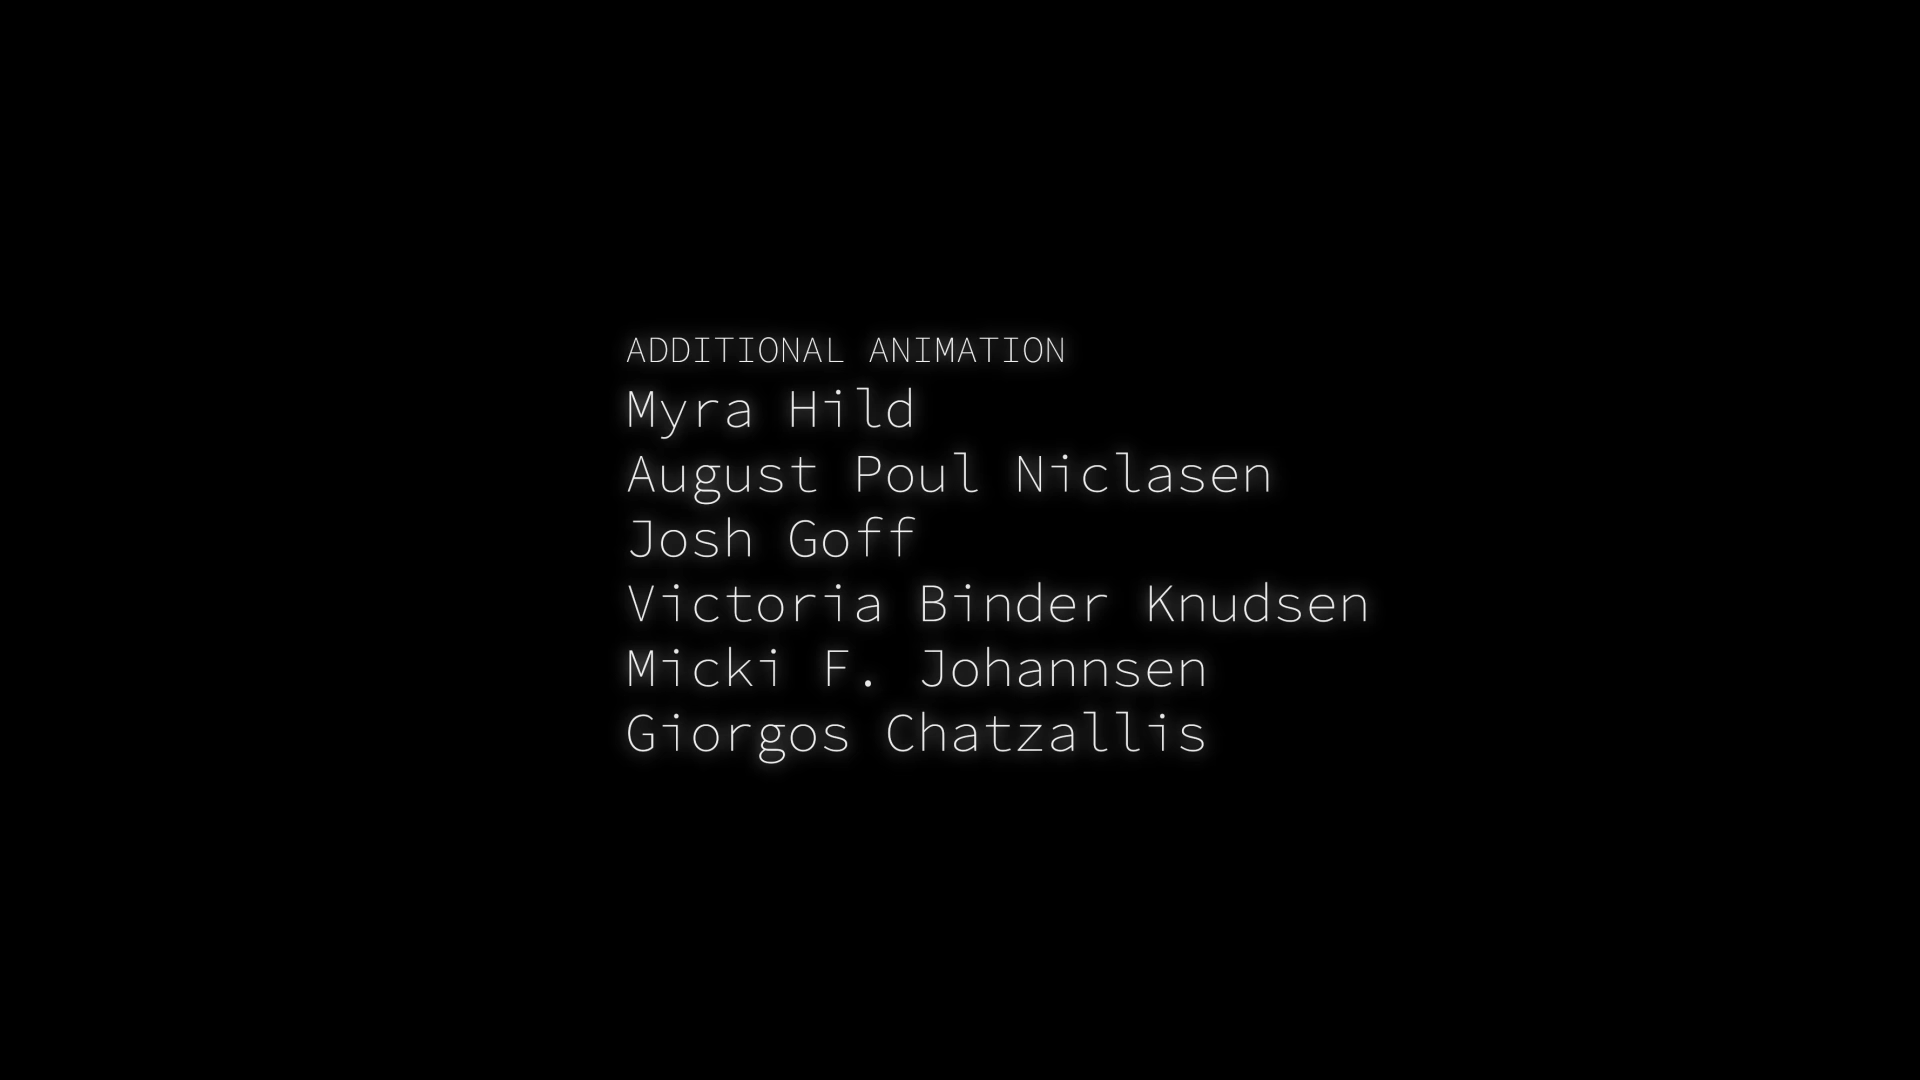 ADDITIONAL ANIMATION
Myra Hild
August Poul Niclasen
Josh Goff
Victoria Binder Knudsen
Micki F. Johannsen
Giorgos Chatzallis